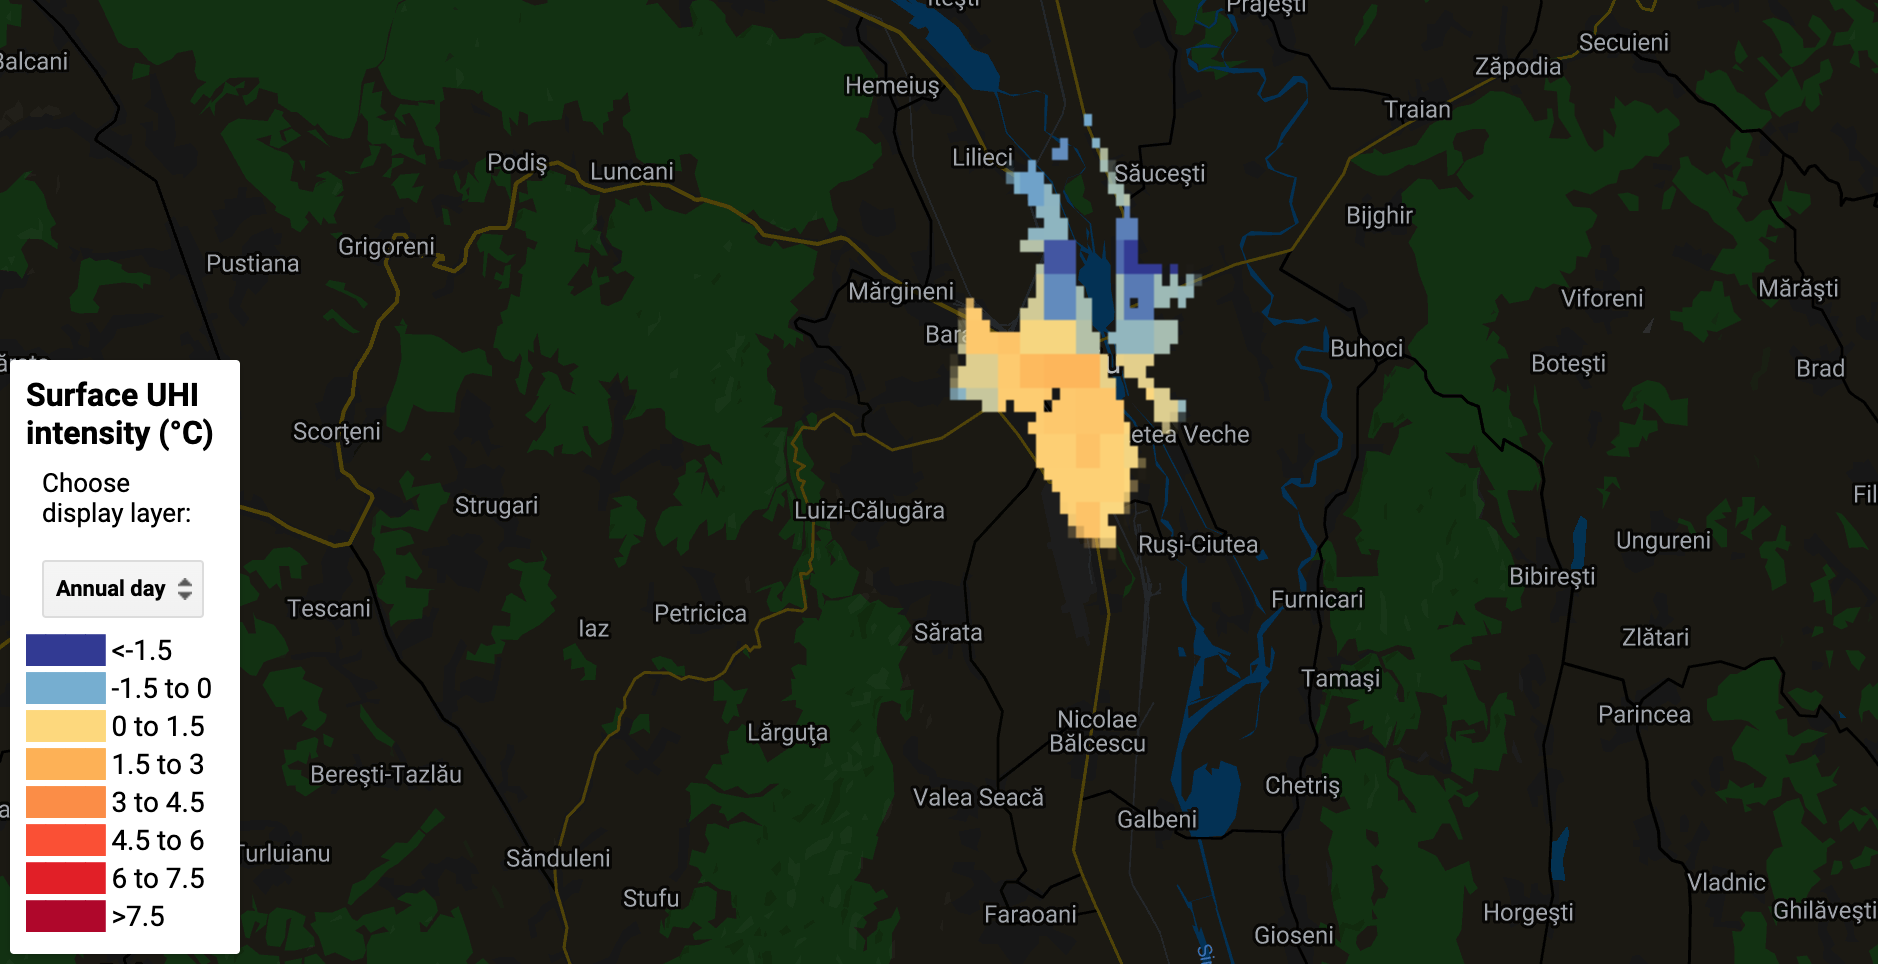 Prăjeşti
Secuieni
Zăpodia
Hemeiuş
Traian
Lilieci
Podiş
Luncani
Săuceşti
Bijghir
Grigoreni
Pustiana
Mărgineni
Viforeni
Mărăşti
Buhoci
Boteşti
Brad
Surface UHI
intensity (°C)
Choose
display layer:
Annual day
<-1.5
-1.5 to 0
0 to 1.5
1.5 to 3
3 to 4.5
4.5 to 6
6 to 7.5
>7.5
Scorţeni
etea Veche
Strugari
Luizi-Călugăra
Fil
Ruşi-Ciutea
Ungureni
Bibireşti
Tescani
Iaz
Petricica
Furnicari
Sărata
Zlătari
Tamaşi
Parincea
Nicolae
Bălcescu
Lărguţa
Bereşti-Tazlău
Valea Seacă
Chetriş
Galbeni
Turluianu
Sănduleni
Stufu
Vladnic
Faraoani
Horgeşti
Ghilăveşti
Gioseni